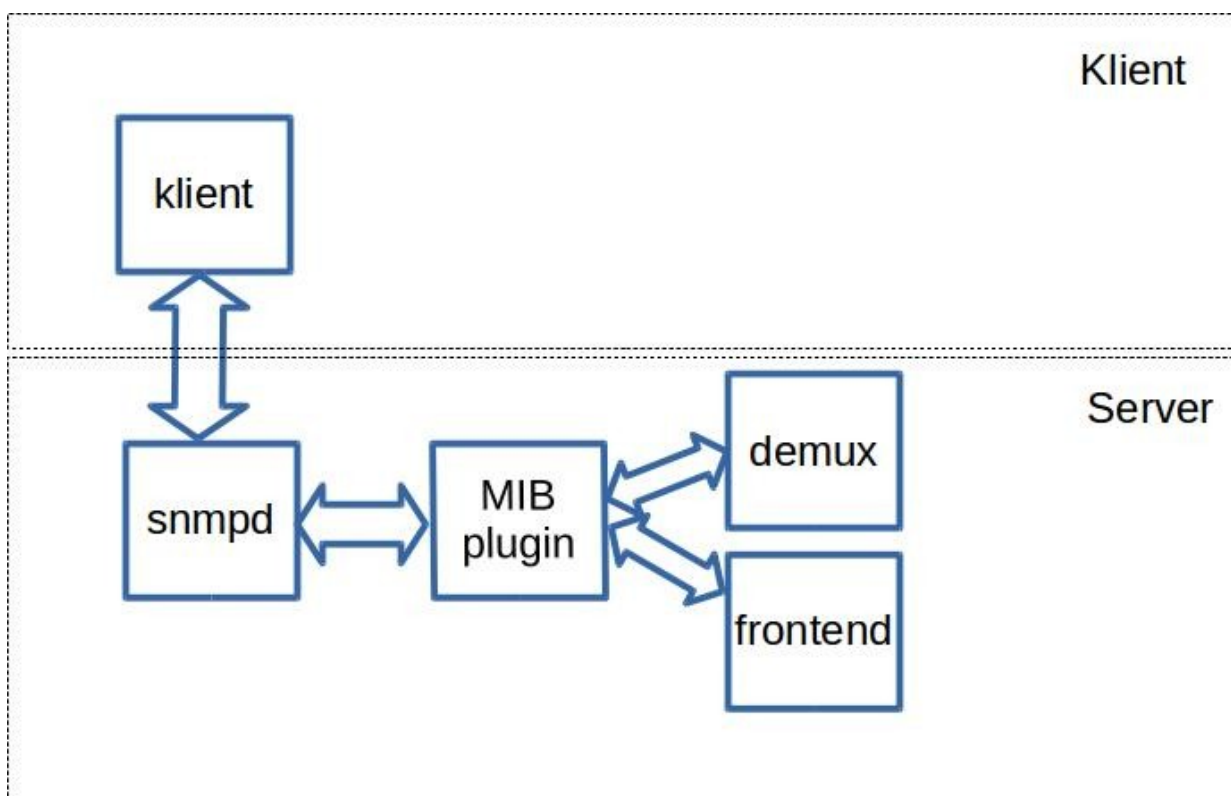 Klient
klient
Server
snmpd
MIB
plugin
demux
frontend